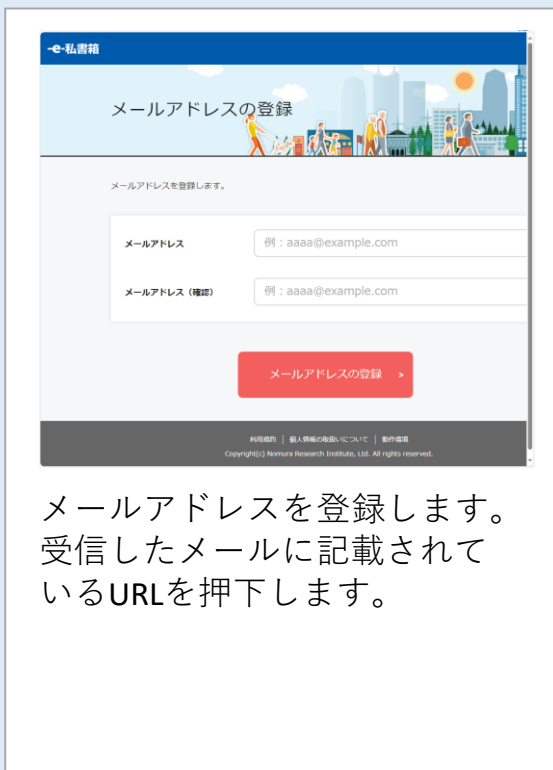 -e-私書箱
メールアドレスの登録
メールアドレスを登録します。
メールアドレス
例：aaaa@example.com
メールアドレス（確認）
例：aaaa@example.com
メールアドレスの登録 ＞
利用規約 │ 個人情報の取扱いについて │ 動作環境
Copyright(c) Nomura Research Institute, Ltd. All rights reserved.
メールアドレスを登録します。
受信したメールに記載されて
いるURLを押下します。